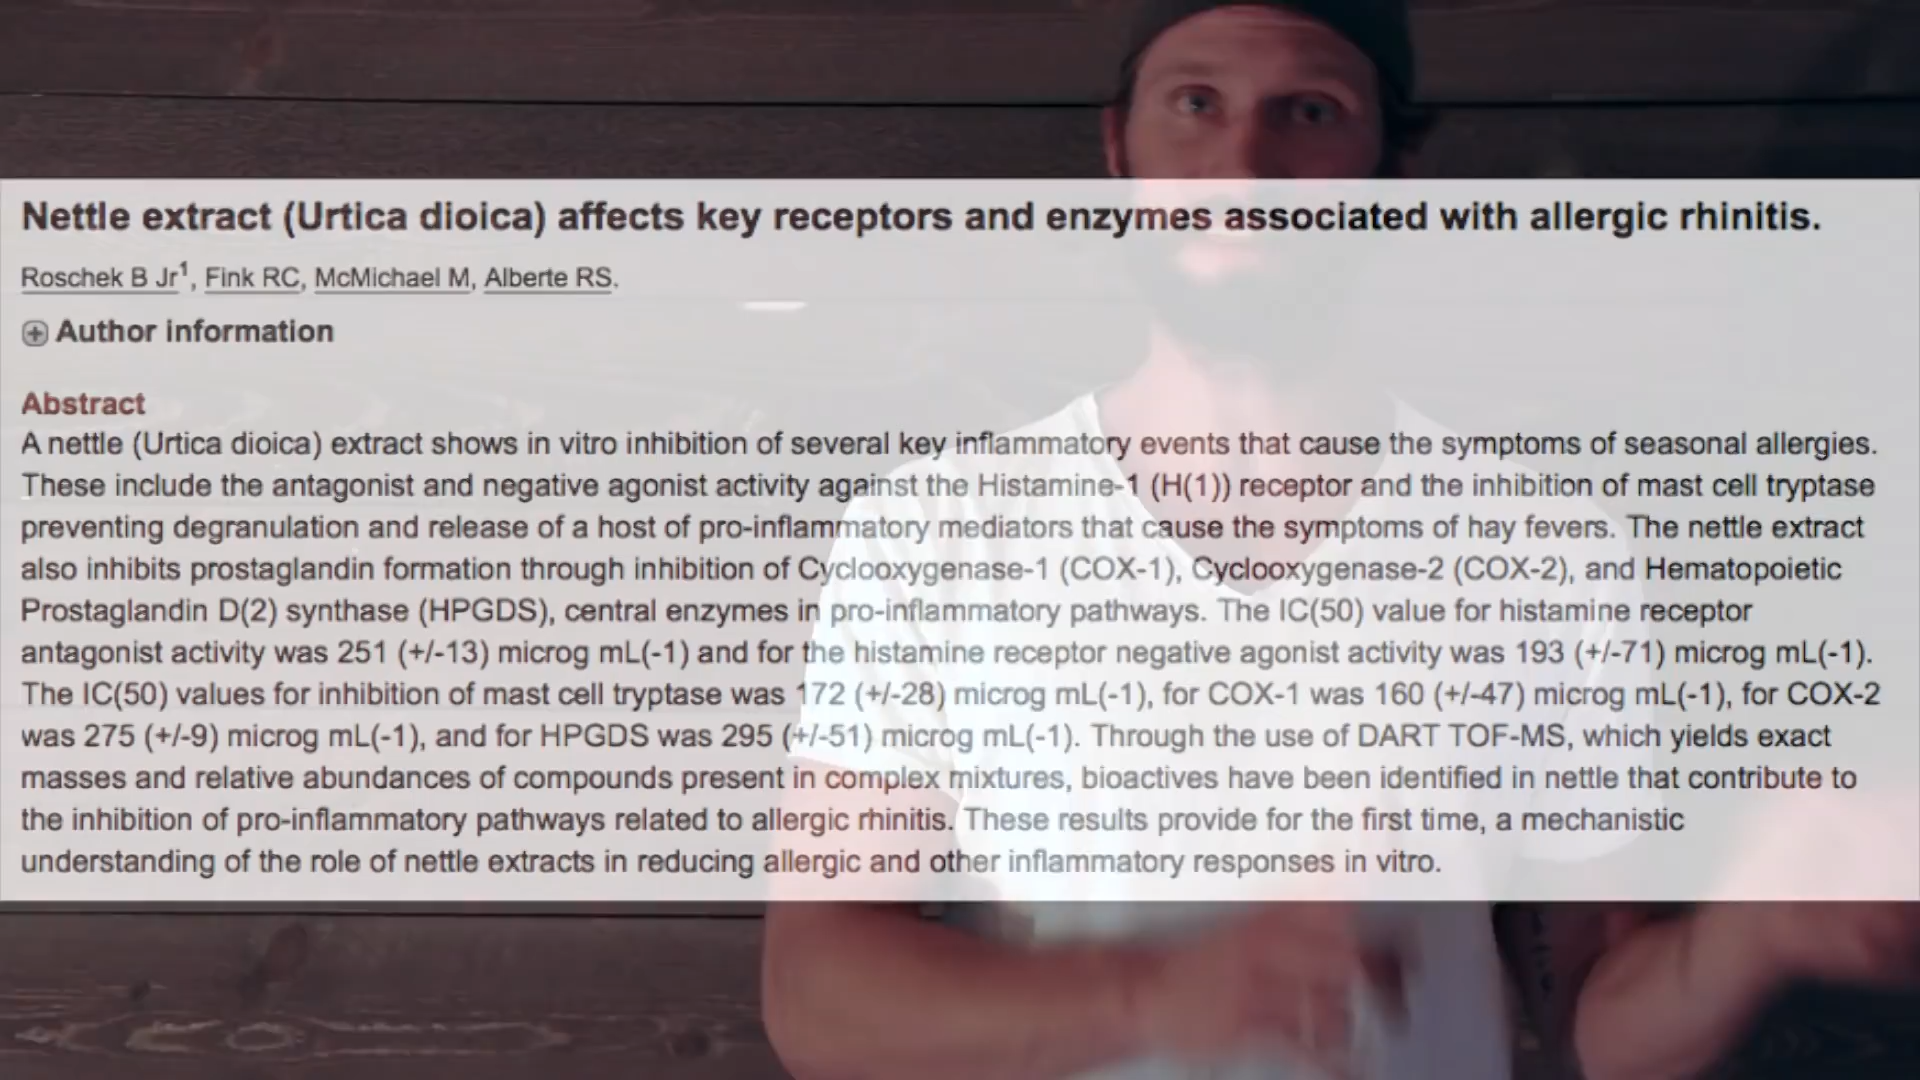 Nettle extract (Urtica dioica) affects key receptors and enzymes associated with allergic rhinitis.
Roschek B Jr1, Fink RC, McMichael M, Alberte RS.
Author information
Abstract
A nettle (Urtica dioica) extract shows in vitro inhibition of several key inflammatory events that cause the symptoms of seasonal allergies.
These include the antagonist and negative agonist activity against the Histamine-1 (H(1)) receptor and the inhibition of mast cell tryptase
preventing degranulation and release of a host of pro-inflammatory mediators that cause the symptoms of hay fevers. The nettle extract
also inhibits prostaglandin formation through inhibition of Cyclooxygenase-1 (COX-1), Cyclooxygenase-2 (COX-2), and Hematopoietic
Prostaglandin D(2) synthase (HPGDS), central enzymes in pro-inflammatory pathways. The IC(50) value for histamine receptor
antagonist activity was 251 (+/-13) microg mL(-1) and for the histamine receptor negative agonist activity was 193 (+/-71) microg mL(-1).
The IC(50) values for inhibition of mast cell tryptase was 172 (+/-28) microg mL(-1), for COX-1 was 160 (+/-47) microg mL(-1), for COX-2
was 275 (+/-9) microg mL(-1), and for HPGDS was 295 (+/-51) microg mL(-1). Through the use of DART TOF-MS, which yields exact
masses and relative abundances of compounds present in complex mixtures, bioactives have been identified in nettle that contribute to
the inhibition of pro-inflammatory pathways related to allergic rhinitis. These results provide for the first time, a mechanistic
understanding of the role of nettle extracts in reducing allergic and other inflammatory responses in vitro.